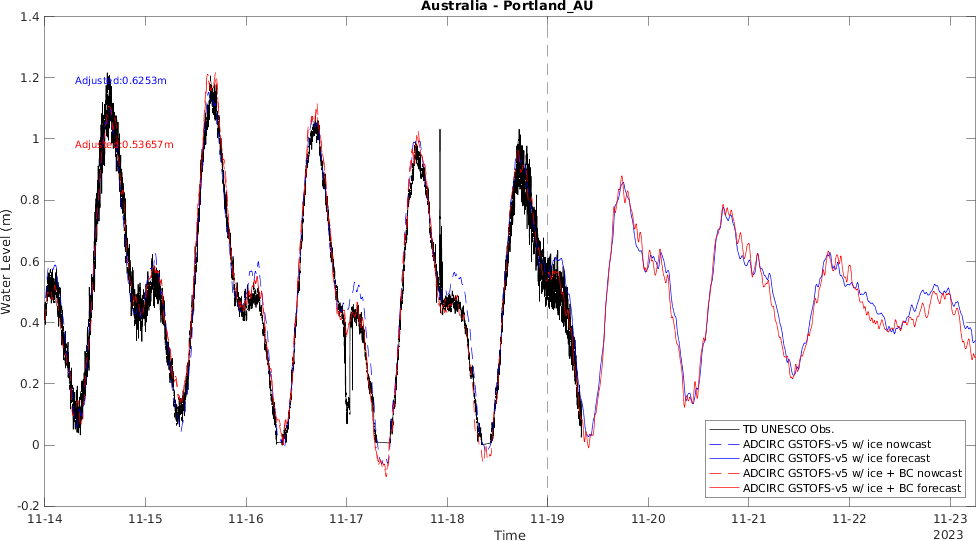 Australia - Portland_AU
1.4
1.2
1
0.8
0.6
0.4
0.2
0
-0.2
Water Level (m)
Adjusted:0.6253m
Adjusted:0.53657m
TD UNESCO Obs.
ADCIRC GSTOFS-v5 w/ ice nowcast
ADCIRC GSTOFS-v5 w/ ice forecast
ADCIRC GSTOFS-v5 w/ ice + BC nowcast
ADCIRC GSTOFS-v5 w/ ice + BC forecast
11-14 11-15 11-16 11-17 11-18 11-19 11-20 11-21 11-22 11-23
Time
2023